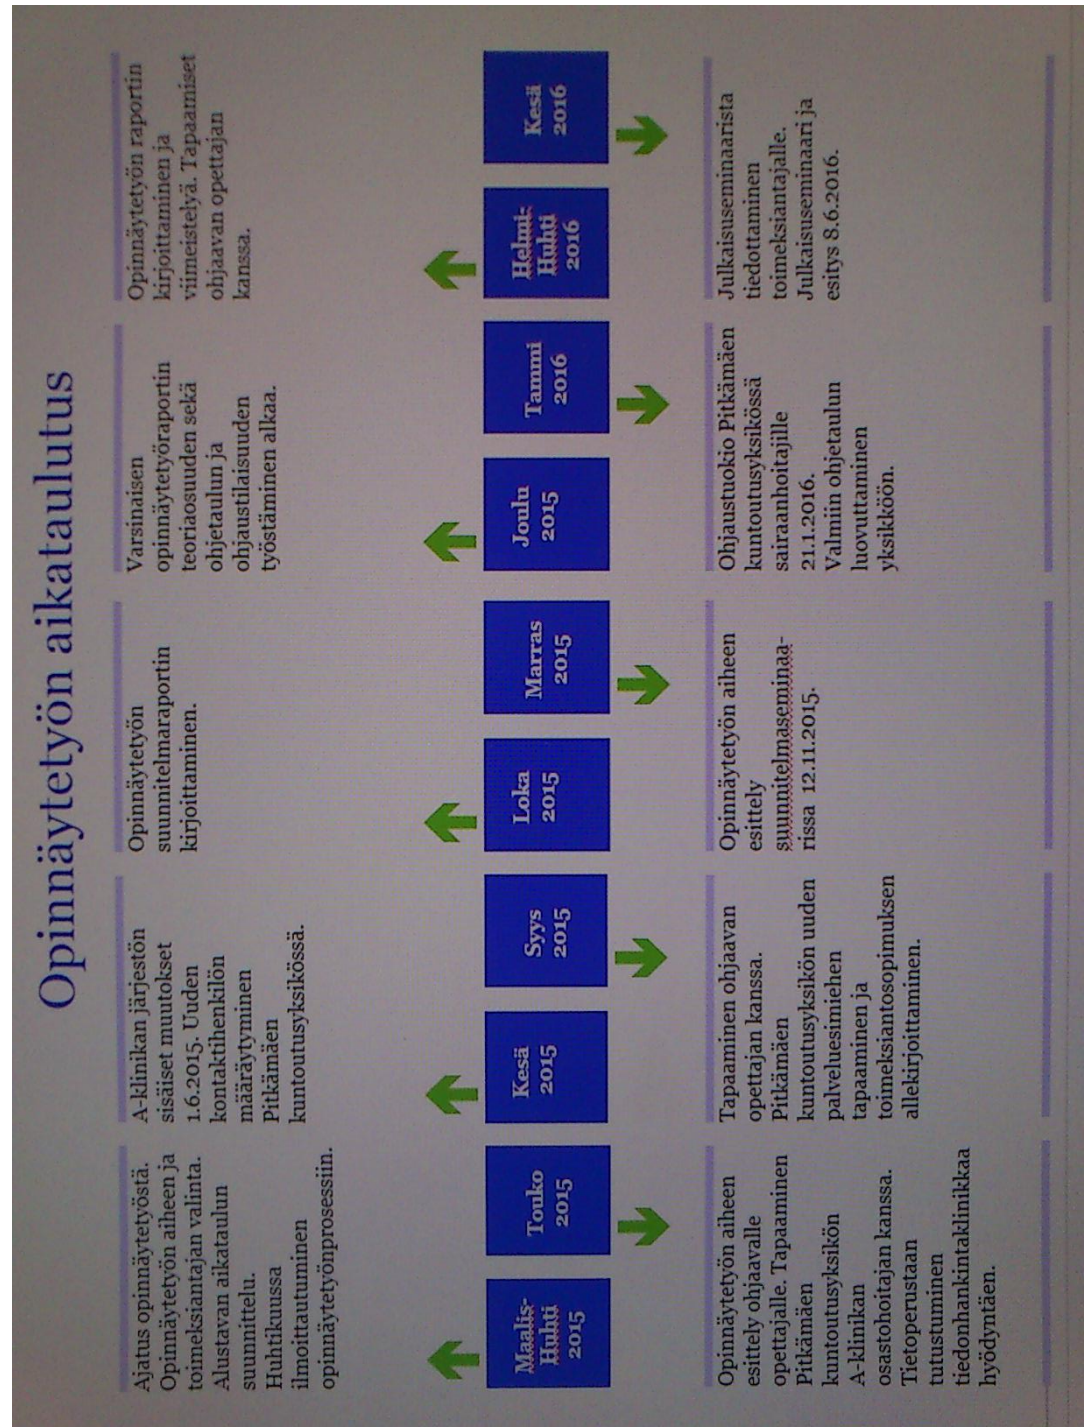 Opinnäytetyön aikataulutus
Ajatus opinnäytetyöstä.
Opinnäytetyön aiheen ja
toimeksiantajan valinta.
Alustavan aikataulun
suunnittelu.
Huhtikuussa
ilmoittautuminen
opinnäytetyönprosessiin.
A-klinikan järjestön
sisäiset muutokset
1.6.2015. Uuden
kontaktihenkilön
määräytyminen
Pitkämäen
kuntoutusyksikössä.
Opinnäytetyön
suunnitelmaraportin
kirjoittaminen.
Varsinaisen
opinnäytetyöraportin
teoriaosuuden sekä
ohjetaulun ja
ohjaustilaisuuden
työstäminen alkaa.
Opinnäytetyön raportin
kirjoittaminen ja
viimeistelyä. Tapaamiset
ohjaavan opettajan
kanssa.
Maalis-
Huhti
2015
Touko
2015
Kesä
2015
Syys
2015
Loka
2015
Marras
2015
Joulu
2015
Tammi
2016
Helmi-
Huhti
2016
Kesä
2016
Opinnäytetyön aiheen
esittely ohjaavalle
opettajalle. Tapaaminen
Pitkämäen
kuntoutusyksikön
A-klinikan
osastohoitajan kanssa.
Tietoperustaan
tutustuminen
tiedonhankintaklinikkaa
hyödyntäen.
Tapaaminen ohjaavan
opettajan kanssa.
Pitkämäen
kuntoutusyksikön uuden
palveluesimiehen
tapaaminen ja
toimeksiantosopimuksen
allekirjoittaminen.
Opinnäytetyön aiheen
esittely
suunnitelmaseminaa-
rissa 12.11.2015.
Ohjaustuokio Pitkämäen
kuntoutusyksikössä
sairaanhoitajille
21.1.2016.
Valmiin ohjetaulun
luovuttaminen
yksikköön.
Julkaisuseminaarista
tiedottaminen
toimeksiantajalle.
Julkaisuseminaari ja
esitys 8.6.2016.